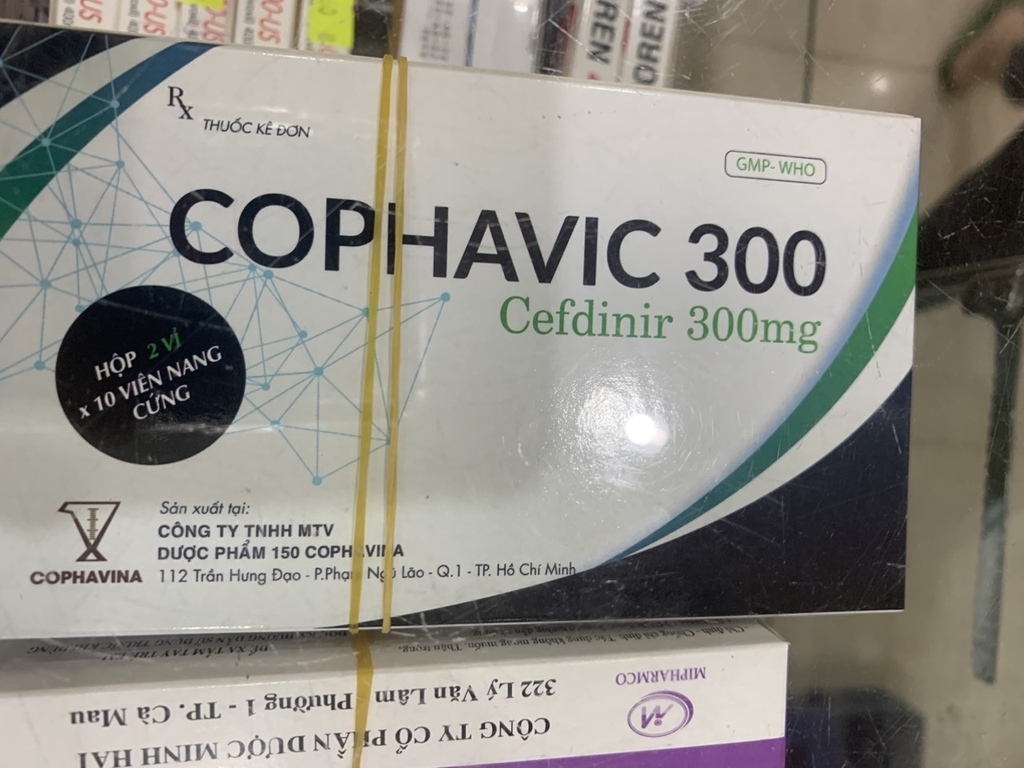 Rx
THUỐC KÊ ĐƠN
GMP- WHO
COPHAVIC 300
Cefdinir 300mg
HỘP 2 VỈ
x 10 VIÊN NANG
CỨNG
COPHAVINA
Sản xuất tại:
CÔNG TY TNHH MTV
DƯỢC PHẨM 150 COPHAVINA
112 Trần Hưng Đạo - P.Phạm Ngũ Lão - Q.1 - TP. Hồ Chí Minh
MIPHARMCO
CÔNG TY CỔ PHẦN DƯỢC MINH HẢI
322 Lý Văn Lâm - Phường 1 - TP. Cà Mau